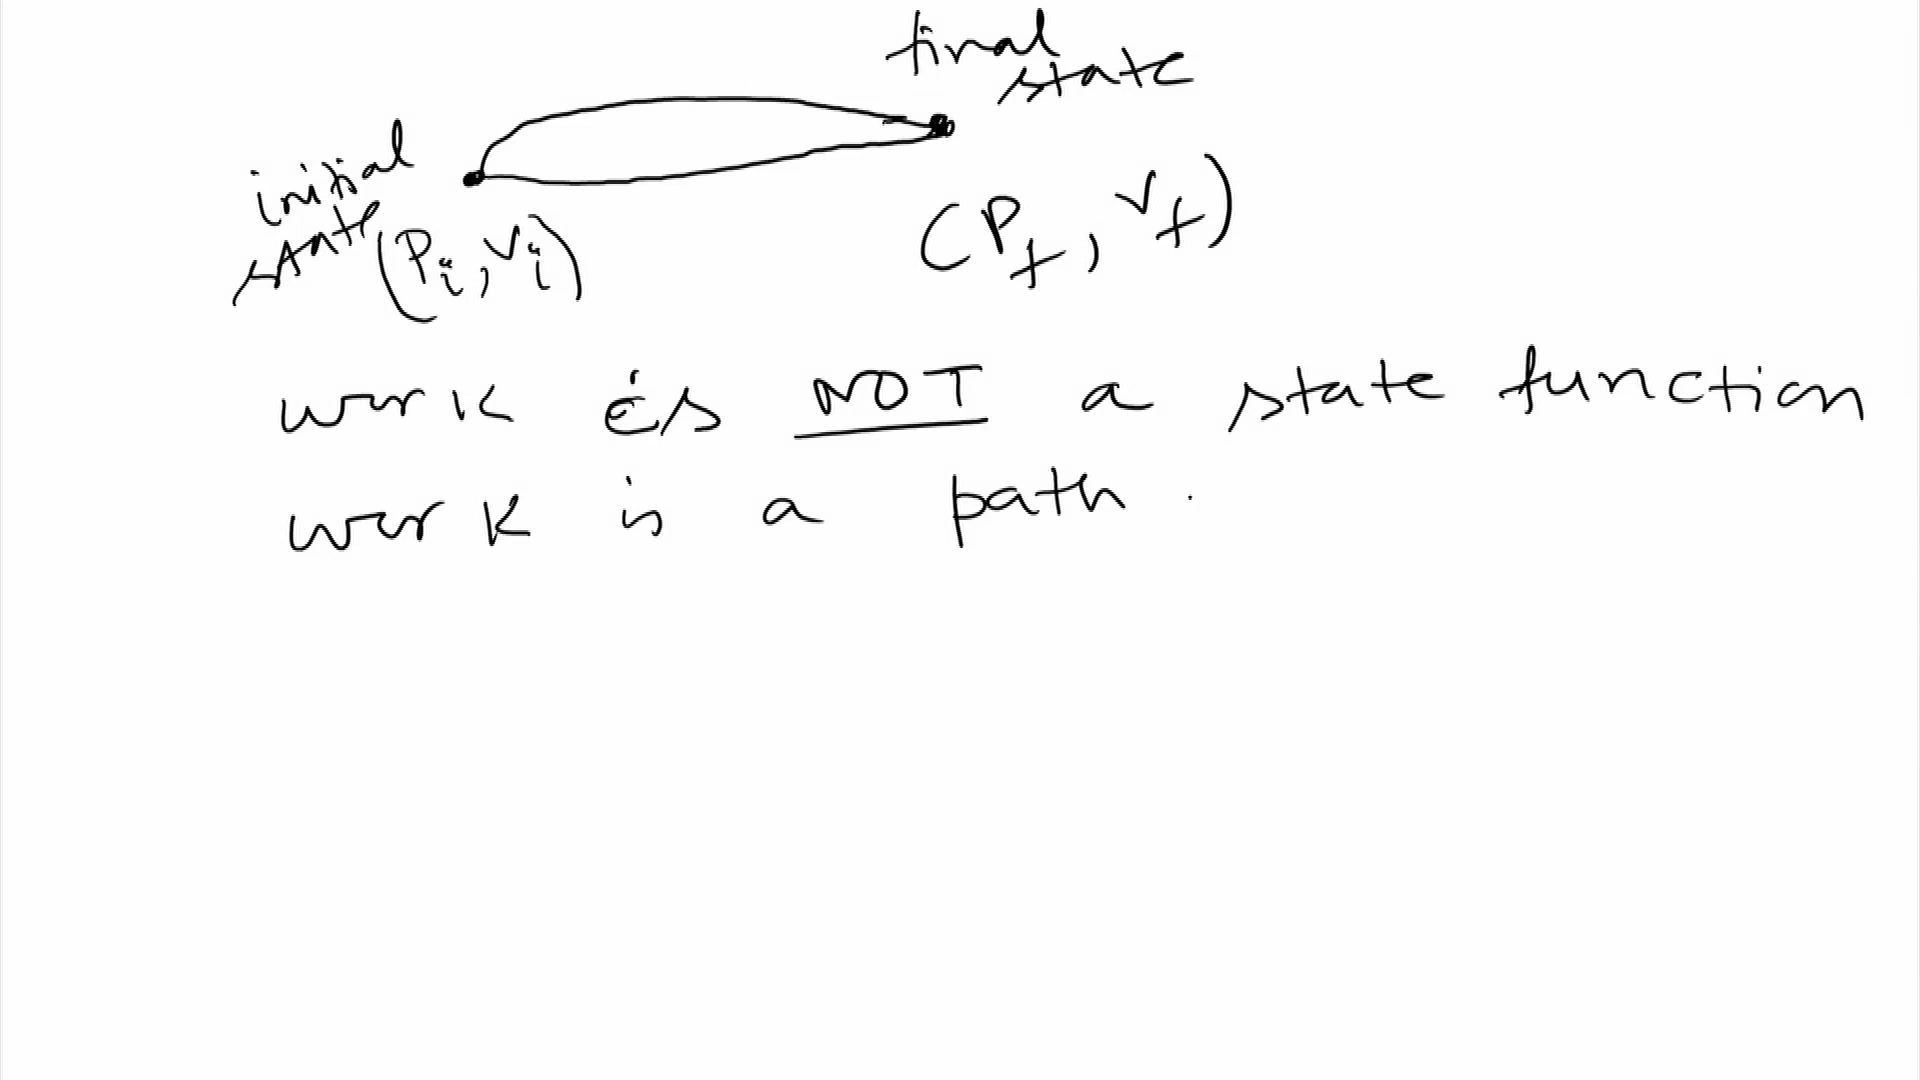 final
state
initial
state
(Pi, Vi)
(Pf, Vf)
work is NOT a state function
work is a path .